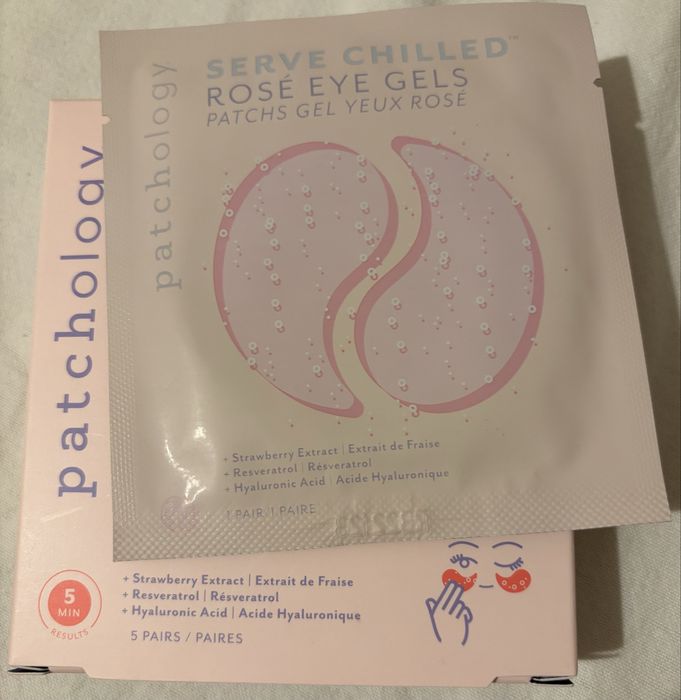 SERVE CHILLED™
ROSÉ EYE GELS
PATCHS GEL YEUX ROSÉ
patchology
+ Strawberry Extract | Extrait de Fraise
+ Resveratrol | Résveratrol
+ Hyaluronic Acid | Acide Hyaluronique
1 PAIR/1 PAIRE
patchology
5
MIN
RESULTS
+ Strawberry Extract | Extrait de Fraise
+ Resveratrol | Résveratrol
+ Hyaluronic Acid | Acide Hyaluronique
5 PAIRS / PAIRES